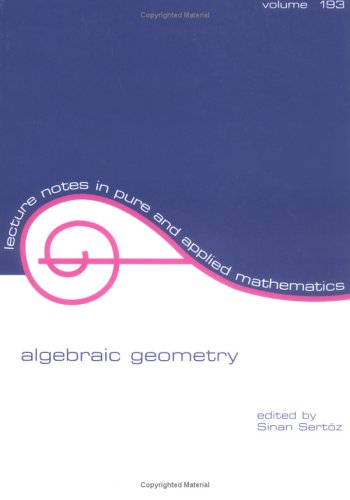 Copyrighted Material
volume 193
lecture notes in pure and applied mathematics
algebraic geometry
edited by
Sinan Sertöz
Copyrighted Material